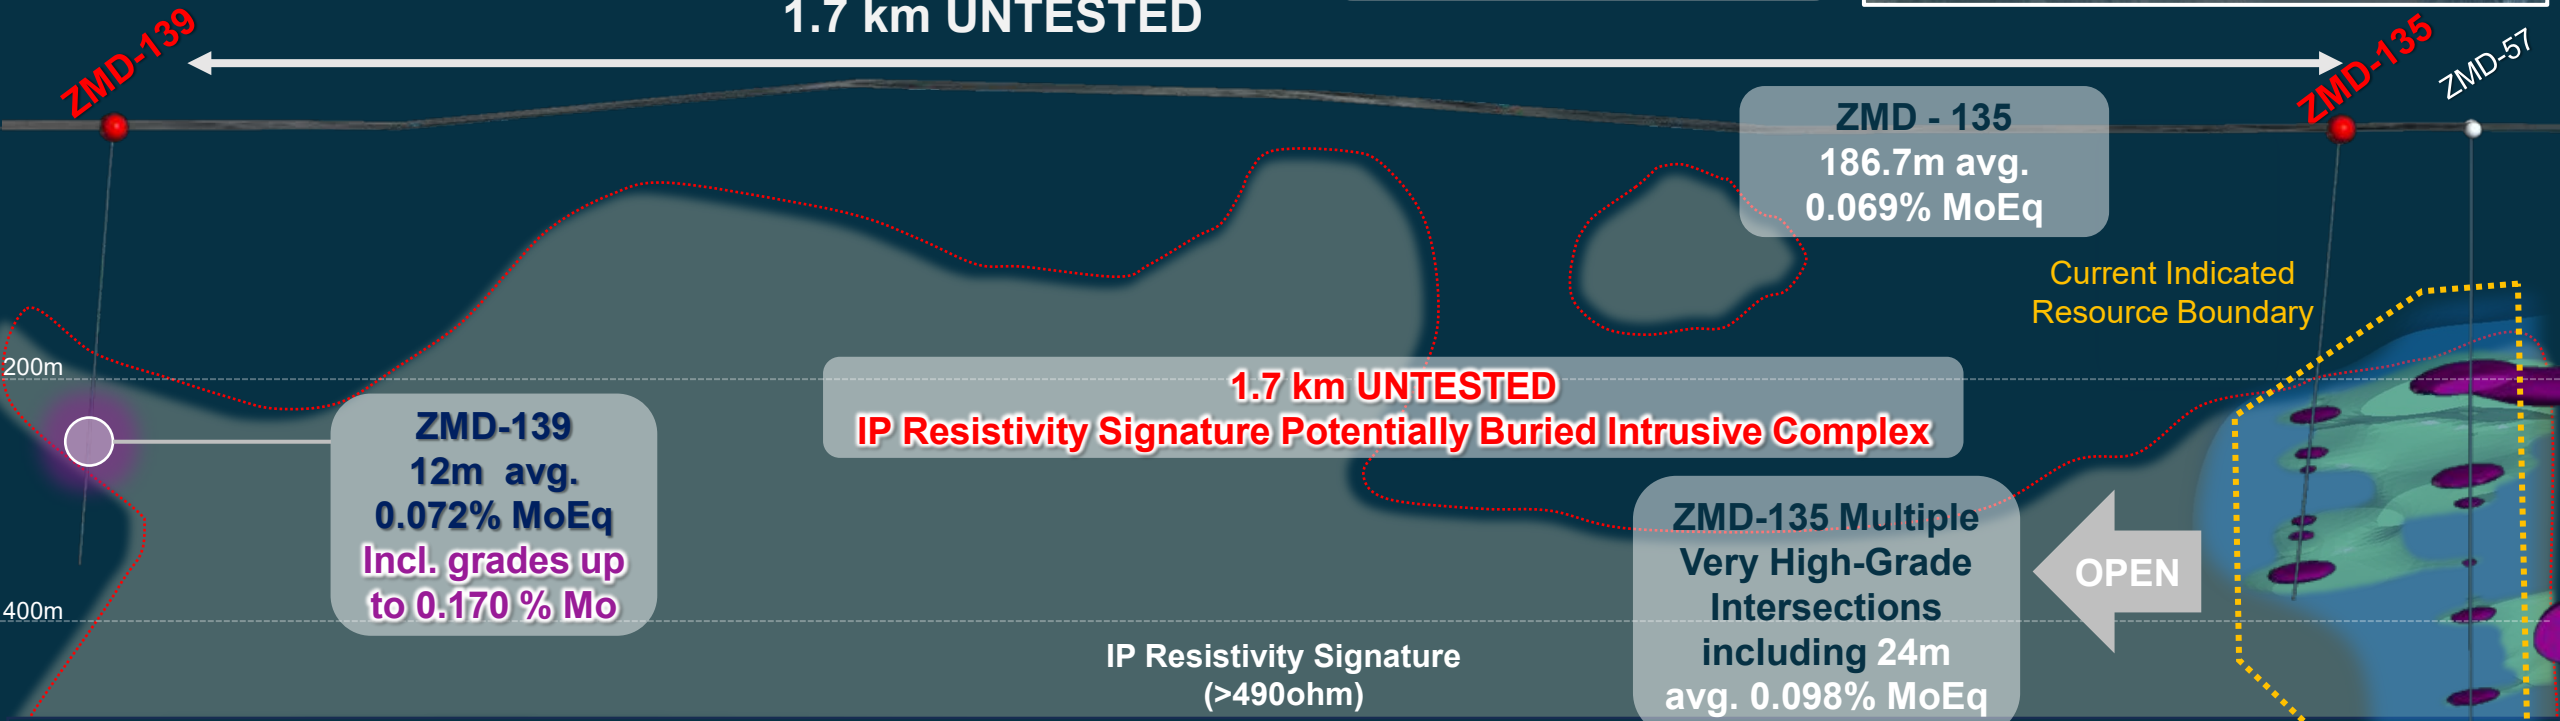 1.7 km UNTESTED
ZMD-139
ZMD-135
ZMD-57
ZMD - 135
186.7m avg.
0.069% MoEq
Current Indicated
Resource Boundary
200m
1.7 km UNTESTED
IP Resistivity Signature Potentially Buried Intrusive Complex
ZMD-139
12m avg.
0.072% MoEq
Incl. grades up
to 0.170 % Mo
ZMD-135 Multiple
Very High-Grade
Intersections
including 24m
avg. 0.098% MoEq
OPEN
400m
IP Resistivity Signature
(>490ohm)